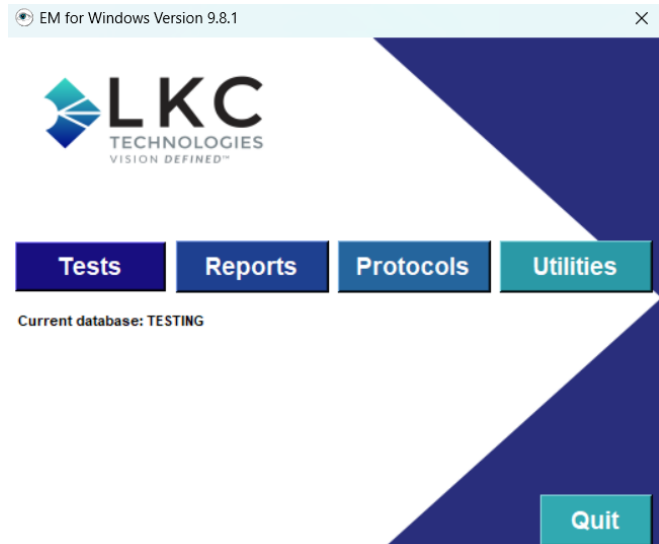 EM for Windows Version 9.8.1
LKC
TECHNOLOGIES
VISION DEFINED™
Tests
Reports
Protocols
Utilities
Current database: TESTING
Quit